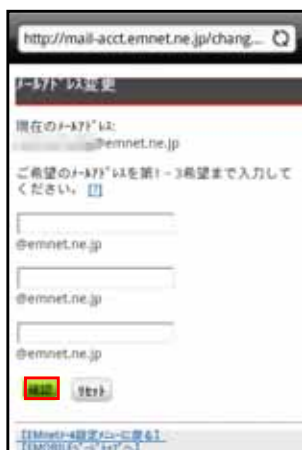 http://mail-acct.emnet.ne.jp/chang...
ﾒｰﾙｱﾄﾞﾚｽ変更
現在のﾒｰﾙｱﾄﾞﾚｽ:
@emnet.ne.jp
ご希望のﾒｰﾙｱﾄﾞﾚｽを第1-3希望まで入力して
ください。 [?]
@emnet.ne.jp
@emnet.ne.jp
@emnet.ne.jp
確認 ﾘｾｯﾄ
[EMnetﾒｰﾙ設定ﾒﾆｭｰに戻る]